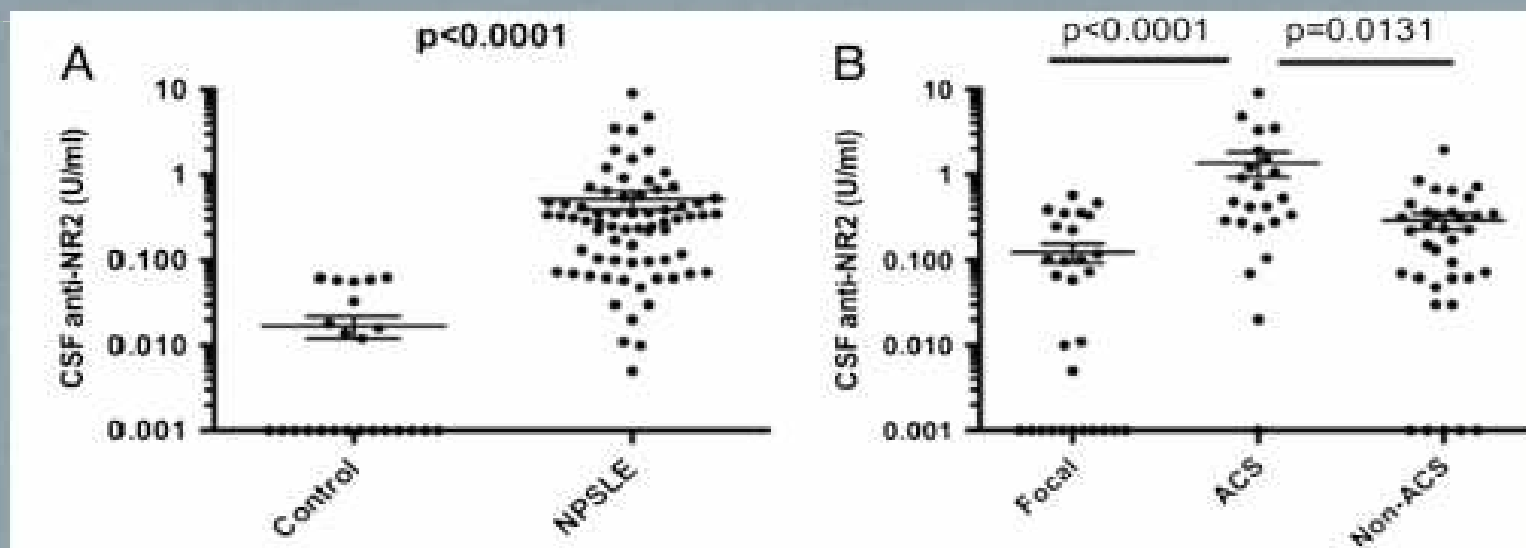 A
p<0.0001
CSF anti-NR2 (U/ml)
10
1
0.100
0.010
0.001
Control
NPSLE
B
p<0.0001
p=0.0131
CSF anti-NR2 (U/ml)
10
1
0.100
0.010
0.001
Focal
ACS
Non-ACS